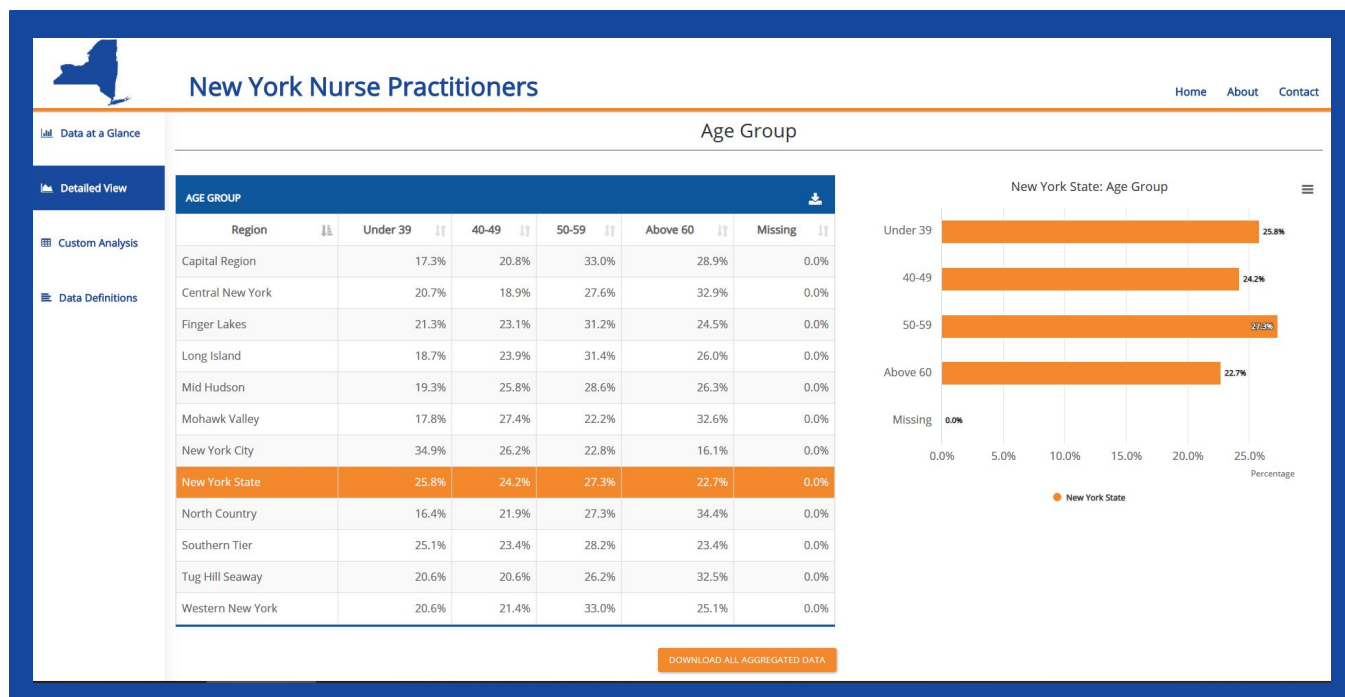 New York Nurse Practitioners
Home About Contact
Data at a Glance
Detailed View
Custom Analysis
Data Definitions
Age Group
AGE GROUP
Region Under 39 40-49 50-59 Above 60 Missing
Capital Region 17.3% 20.8% 33.0% 28.9% 0.0%
Central New York 20.7% 18.9% 27.6% 32.9% 0.0%
Finger Lakes 21.3% 23.1% 31.2% 24.5% 0.0%
Long Island 18.7% 23.9% 31.4% 26.0% 0.0%
Mid Hudson 19.3% 25.8% 28.6% 26.3% 0.0%
Mohawk Valley 17.8% 27.4% 22.2% 32.6% 0.0%
New York City 34.9% 26.2% 22.8% 16.1% 0.0%
New York State 25.8% 24.2% 27.3% 22.7% 0.0%
North Country 16.4% 21.9% 27.3% 34.4% 0.0%
Southern Tier 25.1% 23.4% 28.2% 23.4% 0.0%
Tug Hill Seaway 20.6% 20.6% 26.2% 32.5% 0.0%
Western New York 20.6% 21.4% 33.0% 25.1% 0.0%
DOWNLOAD ALL AGGREGATED DATA
New York State: Age Group
Under 39 25.8%
40-49 24.2%
50-59 27.3%
Above 60 22.7%
Missing 0.0%
0.0% 5.0% 10.0% 15.0% 20.0% 25.0%
Percentage
New York State